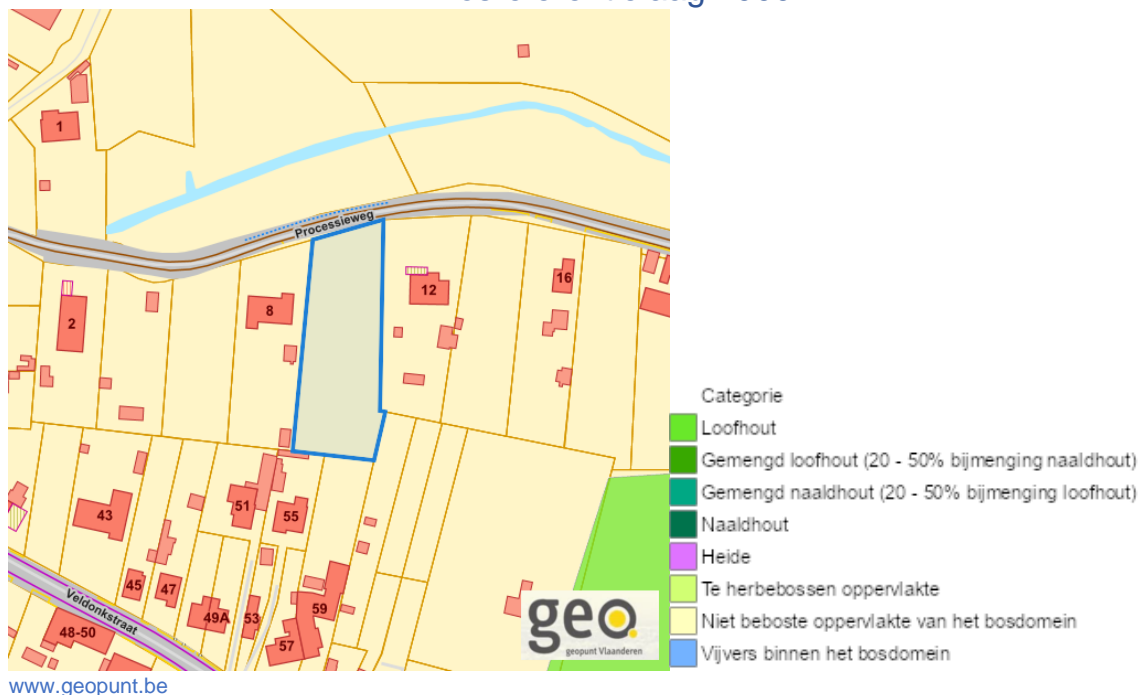 1
Processieweg
16
12
8
2
51
55
43
45
47
49A
53
59
57
48-50
Veldonkstraat
geo.
geopunt Vlaanderen
Categorie
Loofhout
Gemengd loofhout (20 - 50% bijmenging naaldhout)
Gemengd naaldhout (20 - 50% bijmenging loofhout)
Naaldhout
Heide
Te herbebossen oppervlakte
Niet beboste oppervlakte van het bosdomein
Vijvers binnen het bosdomein
www.geopunt.be